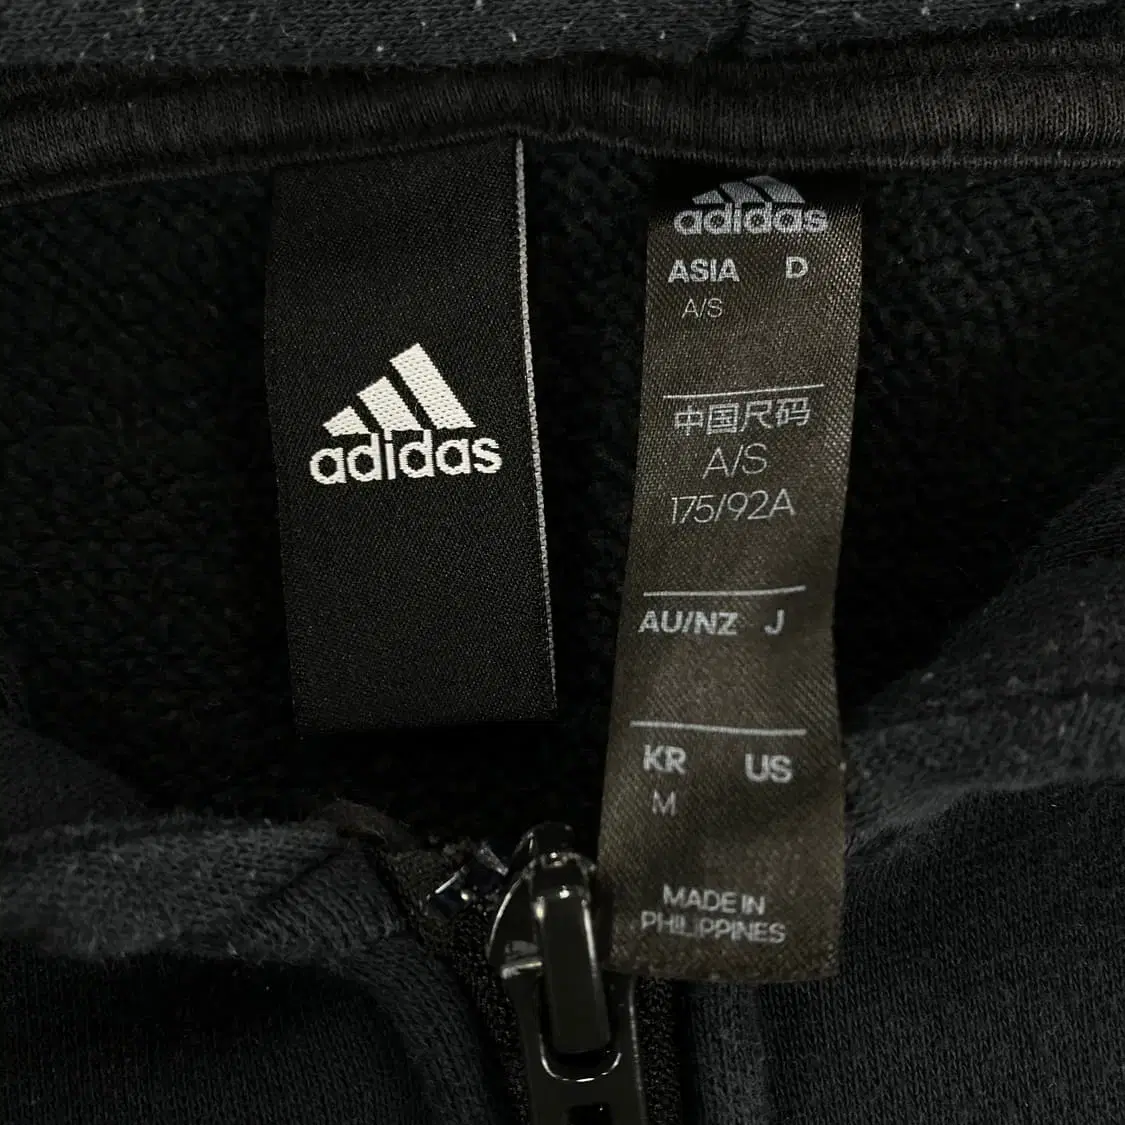 adidas
adidas
ASIA D
A/S
中国尺码
A/S
175/92A
AU/NZ J
KR US
M
MADE IN
PHILIPPINES